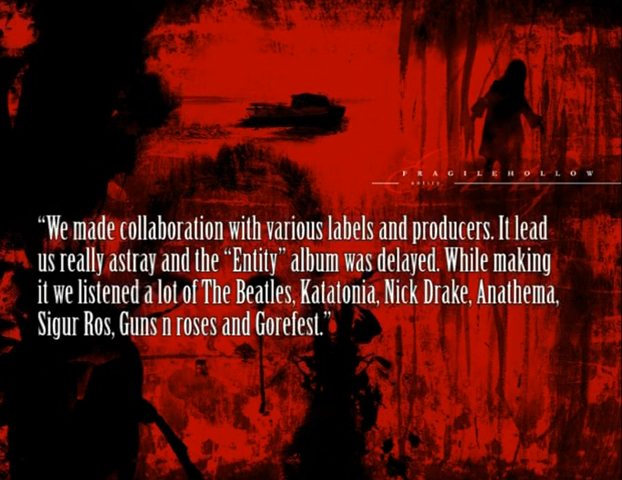 FRAGILEHOLLOW
entity
“We made collaboration with various labels and producers. It lead
us really astray and the “Entity” album was delayed. While making
it we listened a lot of The Beatles, Katatonia, Nick Drake, Anathema,
Sigur Ros, Guns n roses and Gorefest.”